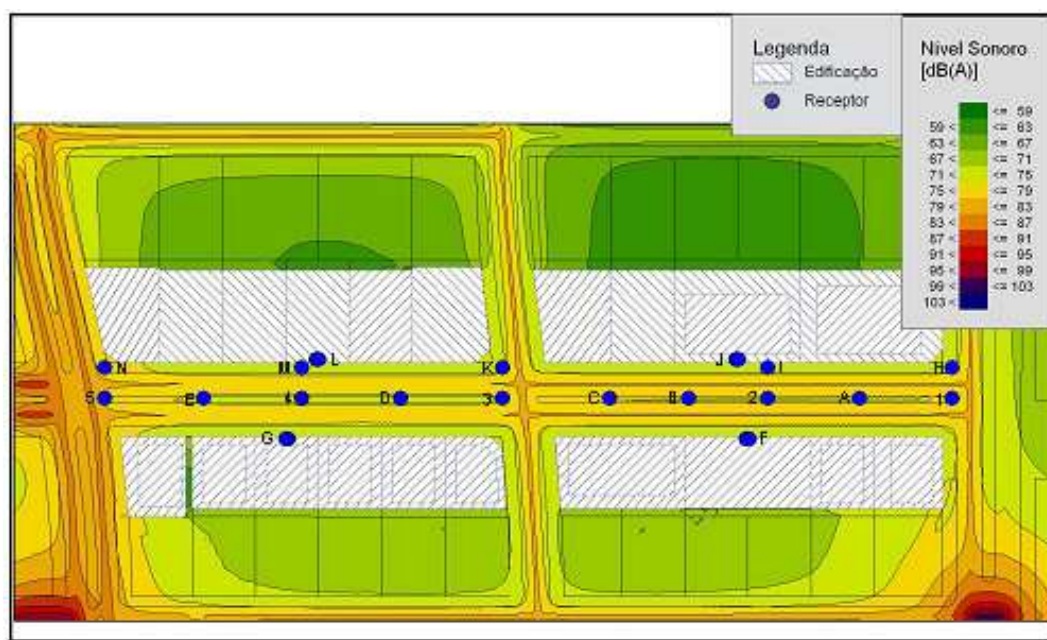 Legenda
Edificação
Receptor
Nível Sonoro
[dB(A)]
<= 59
59 < <= 63
63 < <= 67
67 < <= 71
71 < <= 75
75 < <= 79
79 < <= 83
83 < <= 87
87 < <= 91
91 < <= 95
95 < <= 99
99 < <= 103
103 <
N M L K J I H
5 E 4 D 3 C B 2 A 1
G F